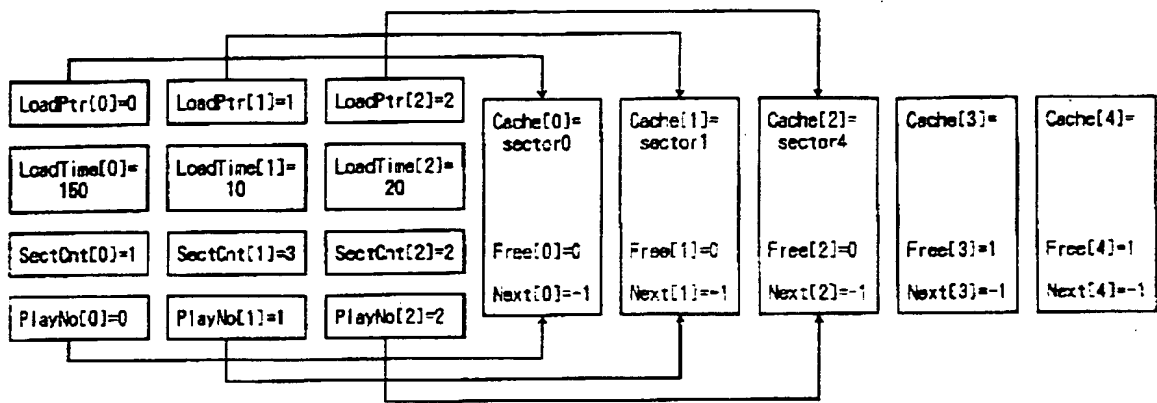 LoadPtr[0]=0
LoadPtr[1]=1
LoadPtr[2]=2
LoadTime[0]=
150
LoadTime[1]=
10
LoadTime[2]=
20
SectCnt[0]=1
SectCnt[1]=3
SectCnt[2]=2
PlayNo[0]=0
PlayNo[1]=1
PlayNo[2]=2
Cache[0]=
sector0
Free[0]=0
Next[0]=-1
Cache[1]=
sector1
Free[1]=0
Next[1]=-1
Cache[2]=
sector4
Free[2]=0
Next[2]=-1
Cache[3]=
Free[3]=1
Next[3]=-1
Cache[4]=
Free[4]=1
Next[4]=-1